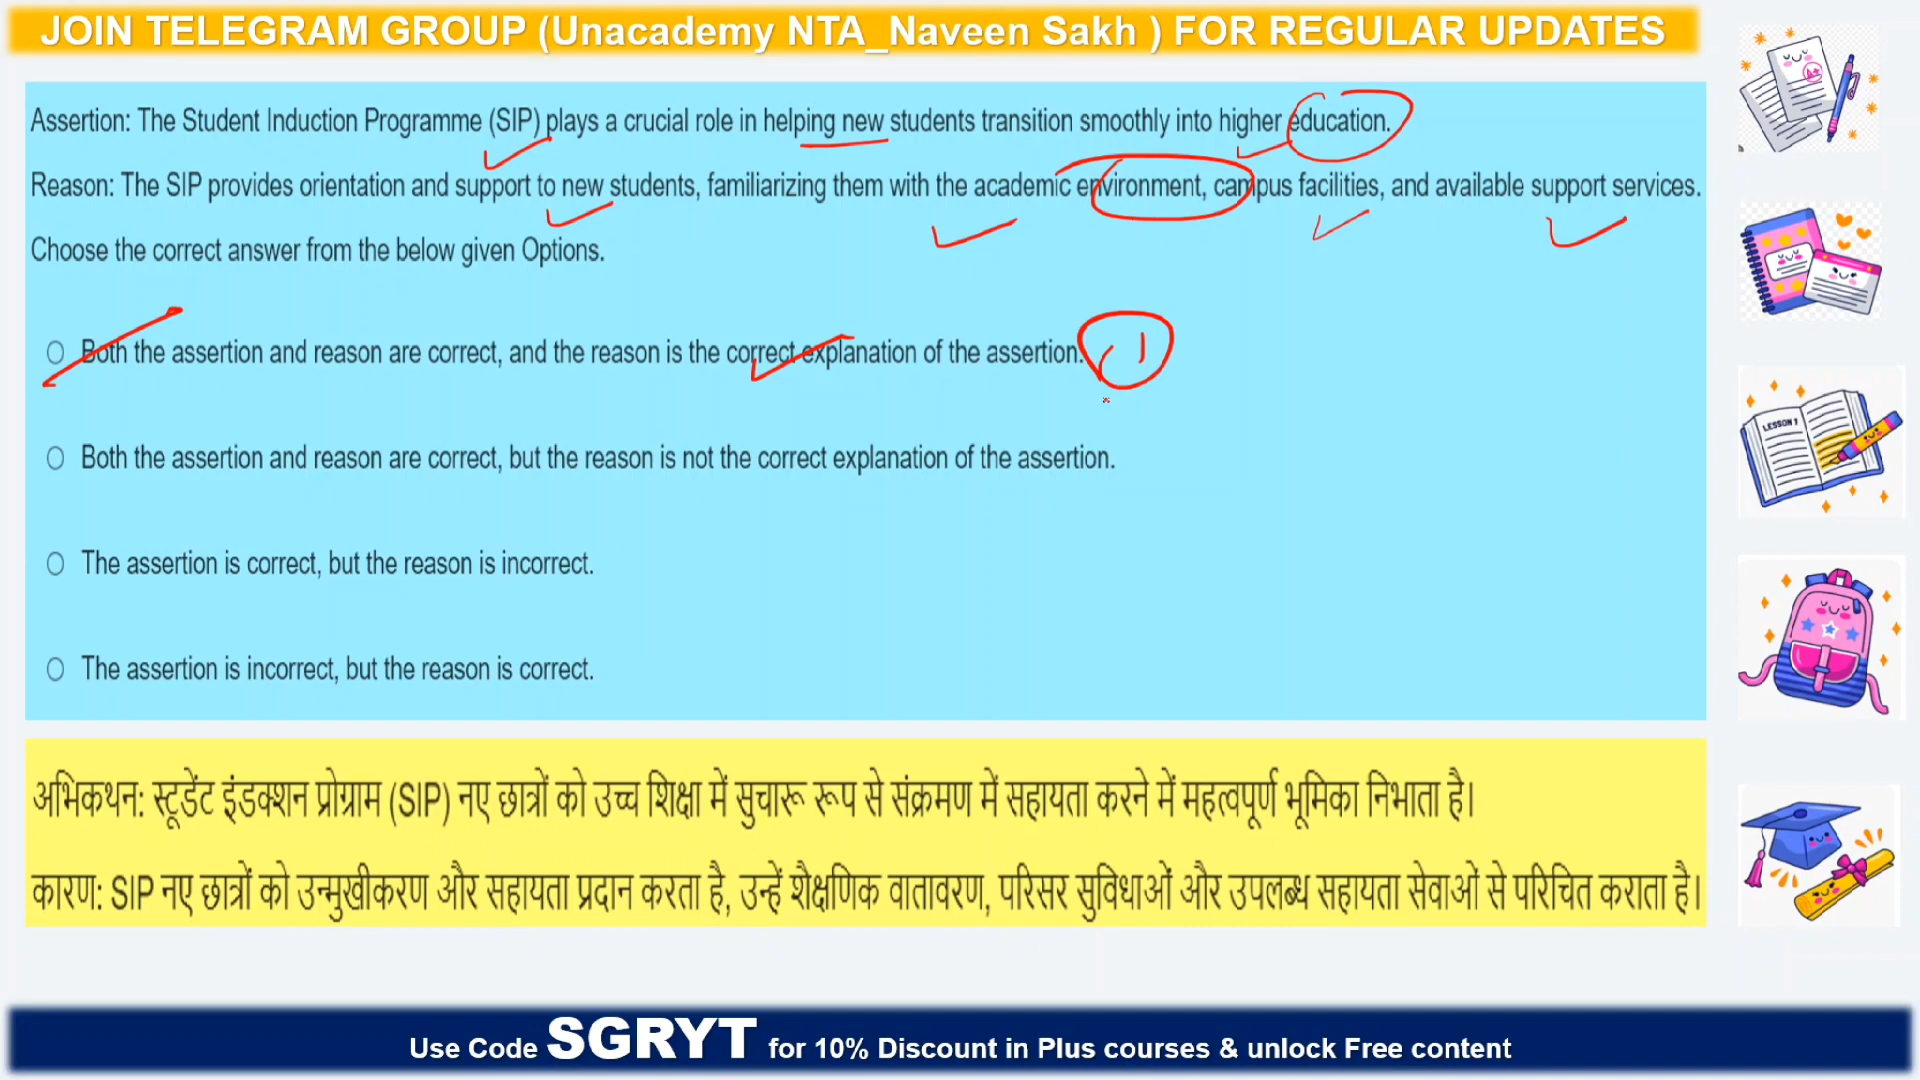 JOIN TELEGRAM GROUP (Unacademy NTA_Naveen Sakh ) FOR REGULAR UPDATES
Assertion: The Student Induction Programme (SIP) plays a crucial role in helping new students transition smoothly into higher education.
Reason: The SIP provides orientation and support to new students, familiarizing them with the academic environment, campus facilities, and available support services.
Choose the correct answer from the below given Options.
Both the assertion and reason are correct, and the reason is the correct explanation of the assertion.
Both the assertion and reason are correct, but the reason is not the correct explanation of the assertion.
The assertion is correct, but the reason is incorrect.
The assertion is incorrect, but the reason is correct.
अभिकथन: स्टूडेंट इंडक्शन प्रोग्राम (SIP) नए छात्रों को उच्च शिक्षा में सुचारू रूप से संक्रमण में सहायता करने में महत्वपूर्ण भूमिका निभाता है।
कारण: SIP नए छात्रों को उन्मुखीकरण और सहायता प्रदान करता है, उन्हें शैक्षणिक वातावरण, परिसर सुविधाओं और उपलब्ध सहायता सेवाओं से परिचित कराता है।
A+
LESSON 1
Use Code SGRYT for 10% Discount in Plus courses & unlock Free content